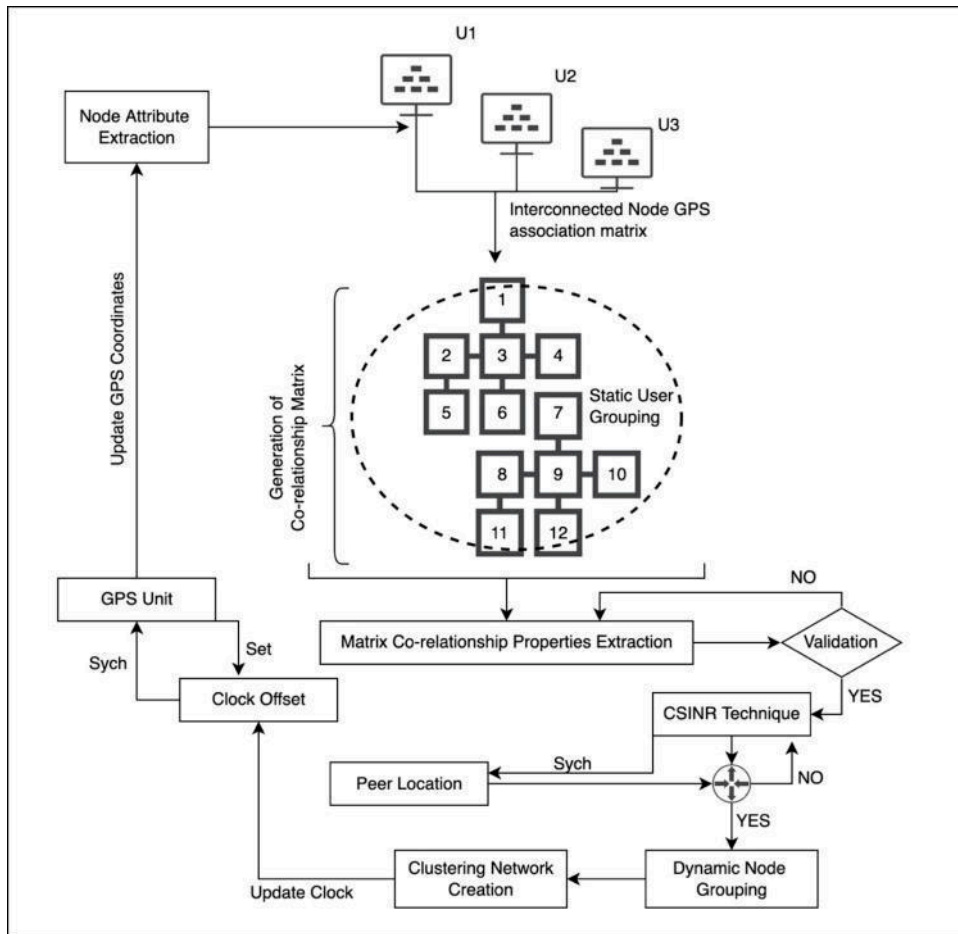 U1
U2
U3
Node Attribute
Extraction
Interconnected Node GPS
association matrix
Update GPS Coordinates
Generation of
Co-relationship Matrix
1
2
3
4
5
6
7
Static User
Grouping
8
9
10
11
12
NO
GPS Unit
Matrix Co-relationship Properties Extraction
Validation
Set
Sych
Clock Offset
YES
CSINR Technique
Sych
Peer Location
NO
YES
Clustering Network
Creation
Dynamic Node
Grouping
Update Clock